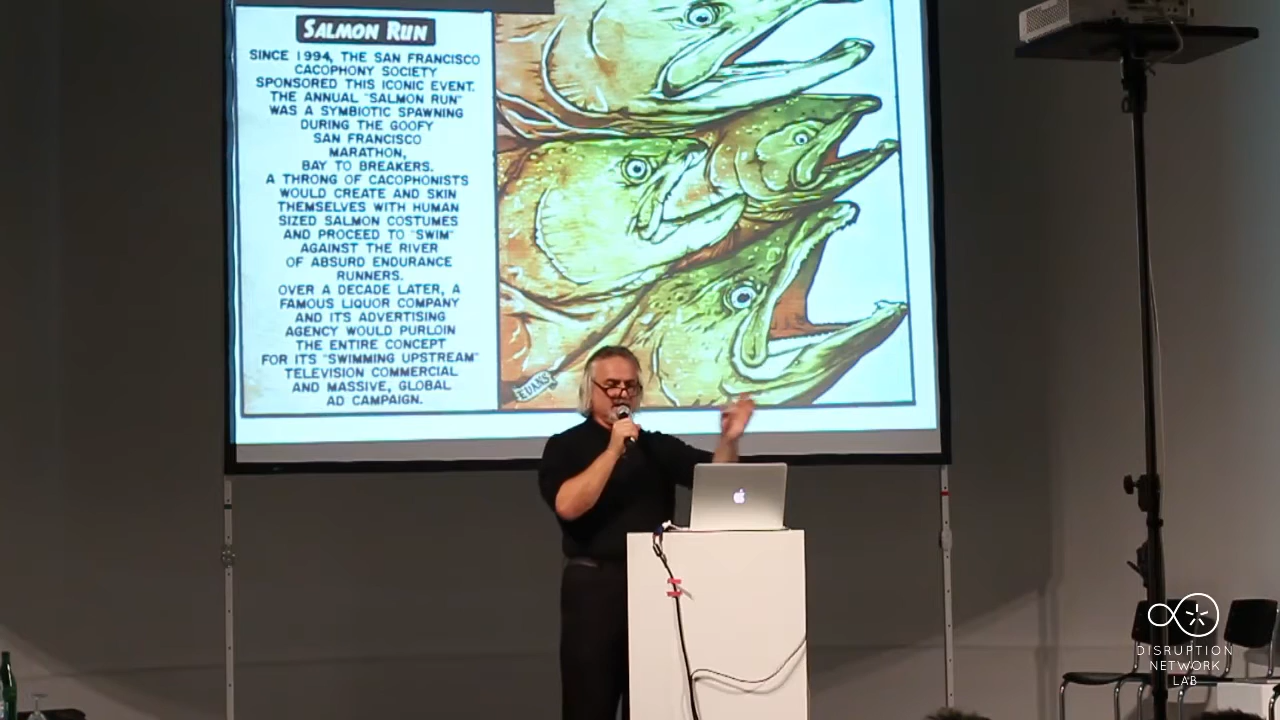 SALMON RUN
SINCE 1994, THE SAN FRANCISCO
CACOPHONY SOCIETY
SPONSORED THIS ICONIC EVENT.
THE ANNUAL "SALMON RUN"
WAS A SYMBIOTIC SPAWNING
DURING THE GOOFY
SAN FRANCISCO
MARATHON,
BAY TO BREAKERS.
A THRONG OF CACOPHONISTS
WOULD CREATE AND SKIN
THEMSELVES WITH HUMAN
SIZED SALMON COSTUMES
AND PROCEED TO "SWIM"
AGAINST THE RIVER
OF ABSURD ENDURANCE
RUNNERS.
OVER A DECADE LATER, A
FAMOUS LIQUOR COMPANY
AND ITS ADVERTISING
AGENCY WOULD PURLOIN
THE ENTIRE CONCEPT
FOR ITS "SWIMMING UPSTREAM"
TELEVISION COMMERCIAL
AND MASSIVE, GLOBAL
AD CAMPAIGN.
EVANS
DISRUPTION
NETWORK
LAB